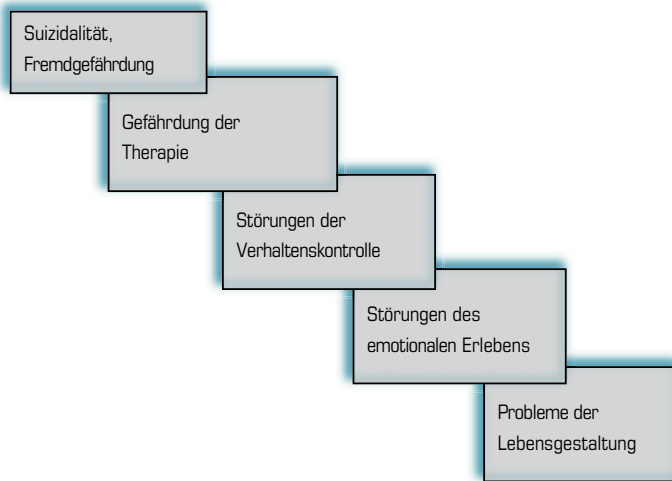 Suizidalität,
Fremdgefährdung
Gefährdung der
Therapie
Störungen der
Verhaltenskontrolle
Störungen des
emotionalen Erlebens
Probleme der
Lebensgestaltung